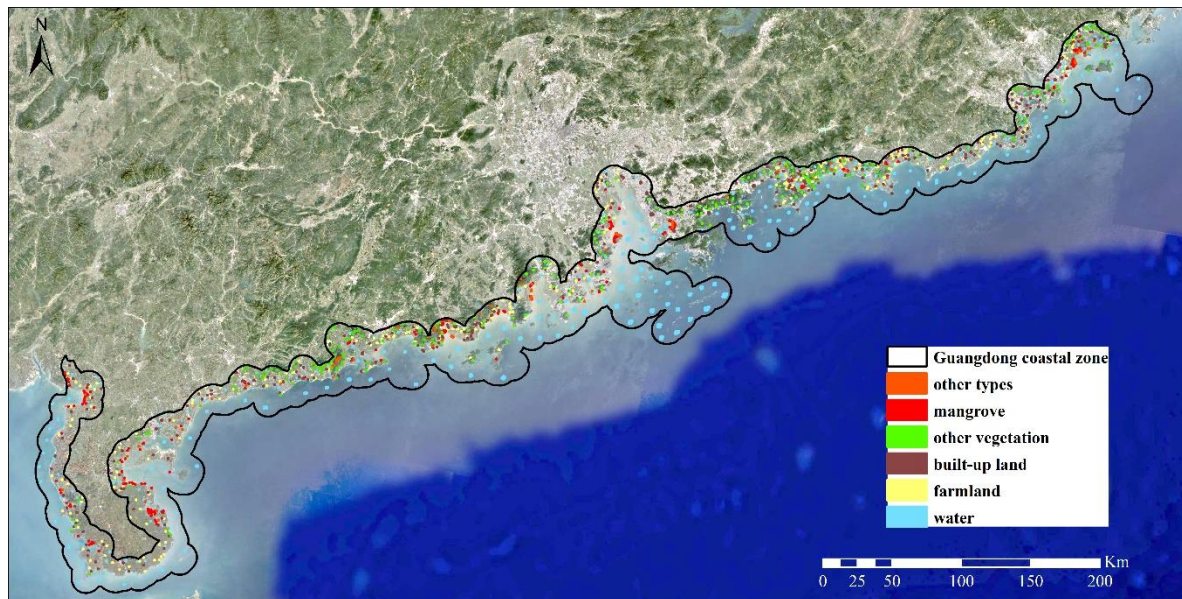 N
Guangdong coastal zone
other types
mangrove
other vegetation
built-up land
farmland
water
Km
0 25 50 100 150 200